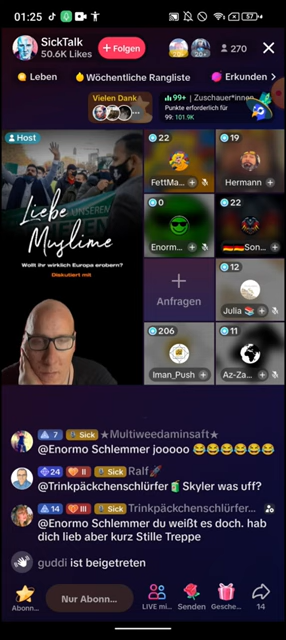 01:25
57
SickTalk
50.6K Likes
+ Folgen
20+
270
Leben
Wöchentliche Rangliste
Erkunden
Vielen Dank
99+ | Zuschauer*innen
Punkte erforderlich für
99: 101.9K
Host
Liebe
Muslime
Wollt ihr wirklich Europa erobern?
Diskutiert mit
22
FettMa...
19
Hermann
0
Enorm...
22
Son...
+
Anfragen
12
Julia
206
Iman_Push
11
Az-Za...
7 Sick ★Multiweedaminsaft★
@Enormo Schlemmer jooooo 😂😂😂😂😂😂
24 II Sick Ralf🚀
@Trinkpäckchenschlürfer🧃Skyler was uff?
14 III Sick Trinkpäckchenschlürfer...
@Enormo Schlemmer du weißt es doch. hab
dich lieb aber kurz Stille Treppe
guddi ist beigetreten
Abonn...
Nur Abonn...
LIVE mi...
Senden
Gesche...
14